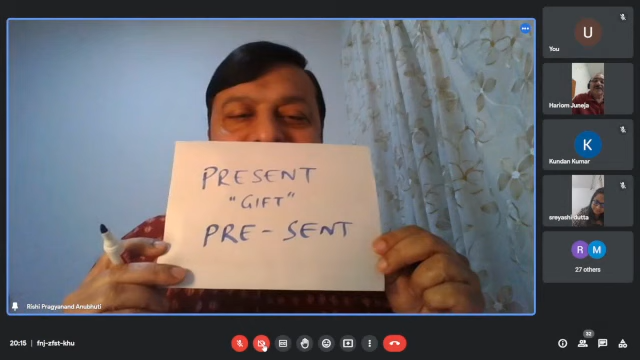 PRESENT
"GIFT"
PRE-SENT
Rishi Pragyanand Anubhuti
U
You
Hariom Juneja
K
Kundan Kumar
sreyashi dutta
R M
27 others
20:15 | fnj-zfst-khu
32